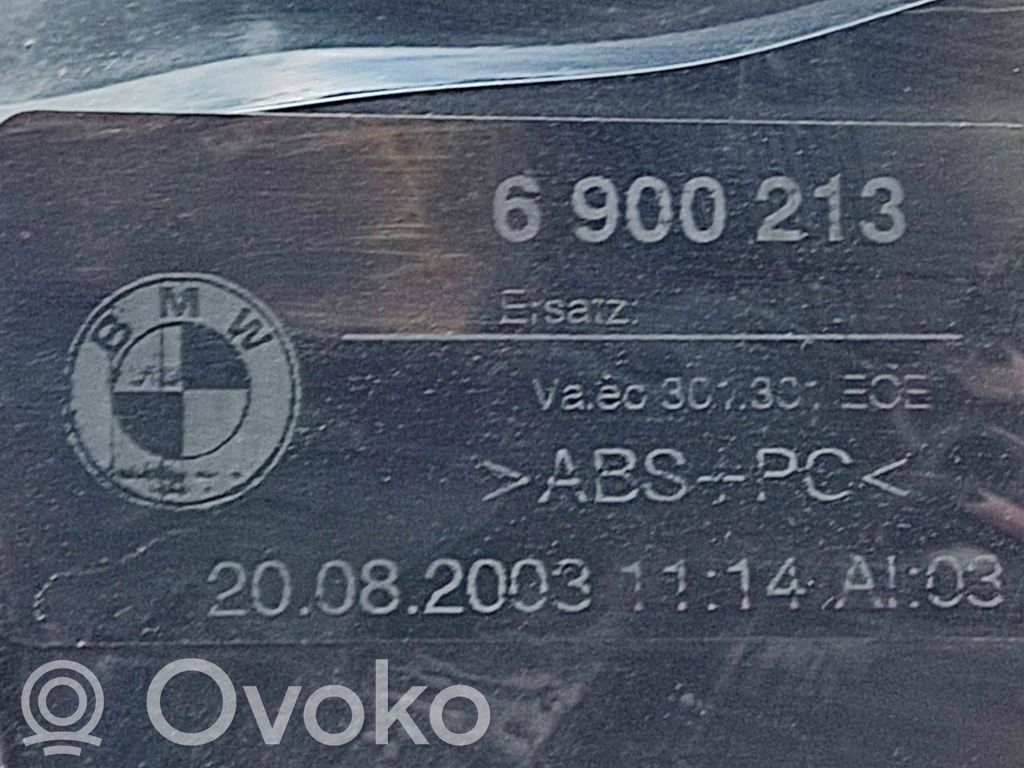 6 900 213
Ersatz:
BMW
Valeo 301.301 ECE
>ABS+PC<
20.08.2003 11:14 AI:03
Ovoko